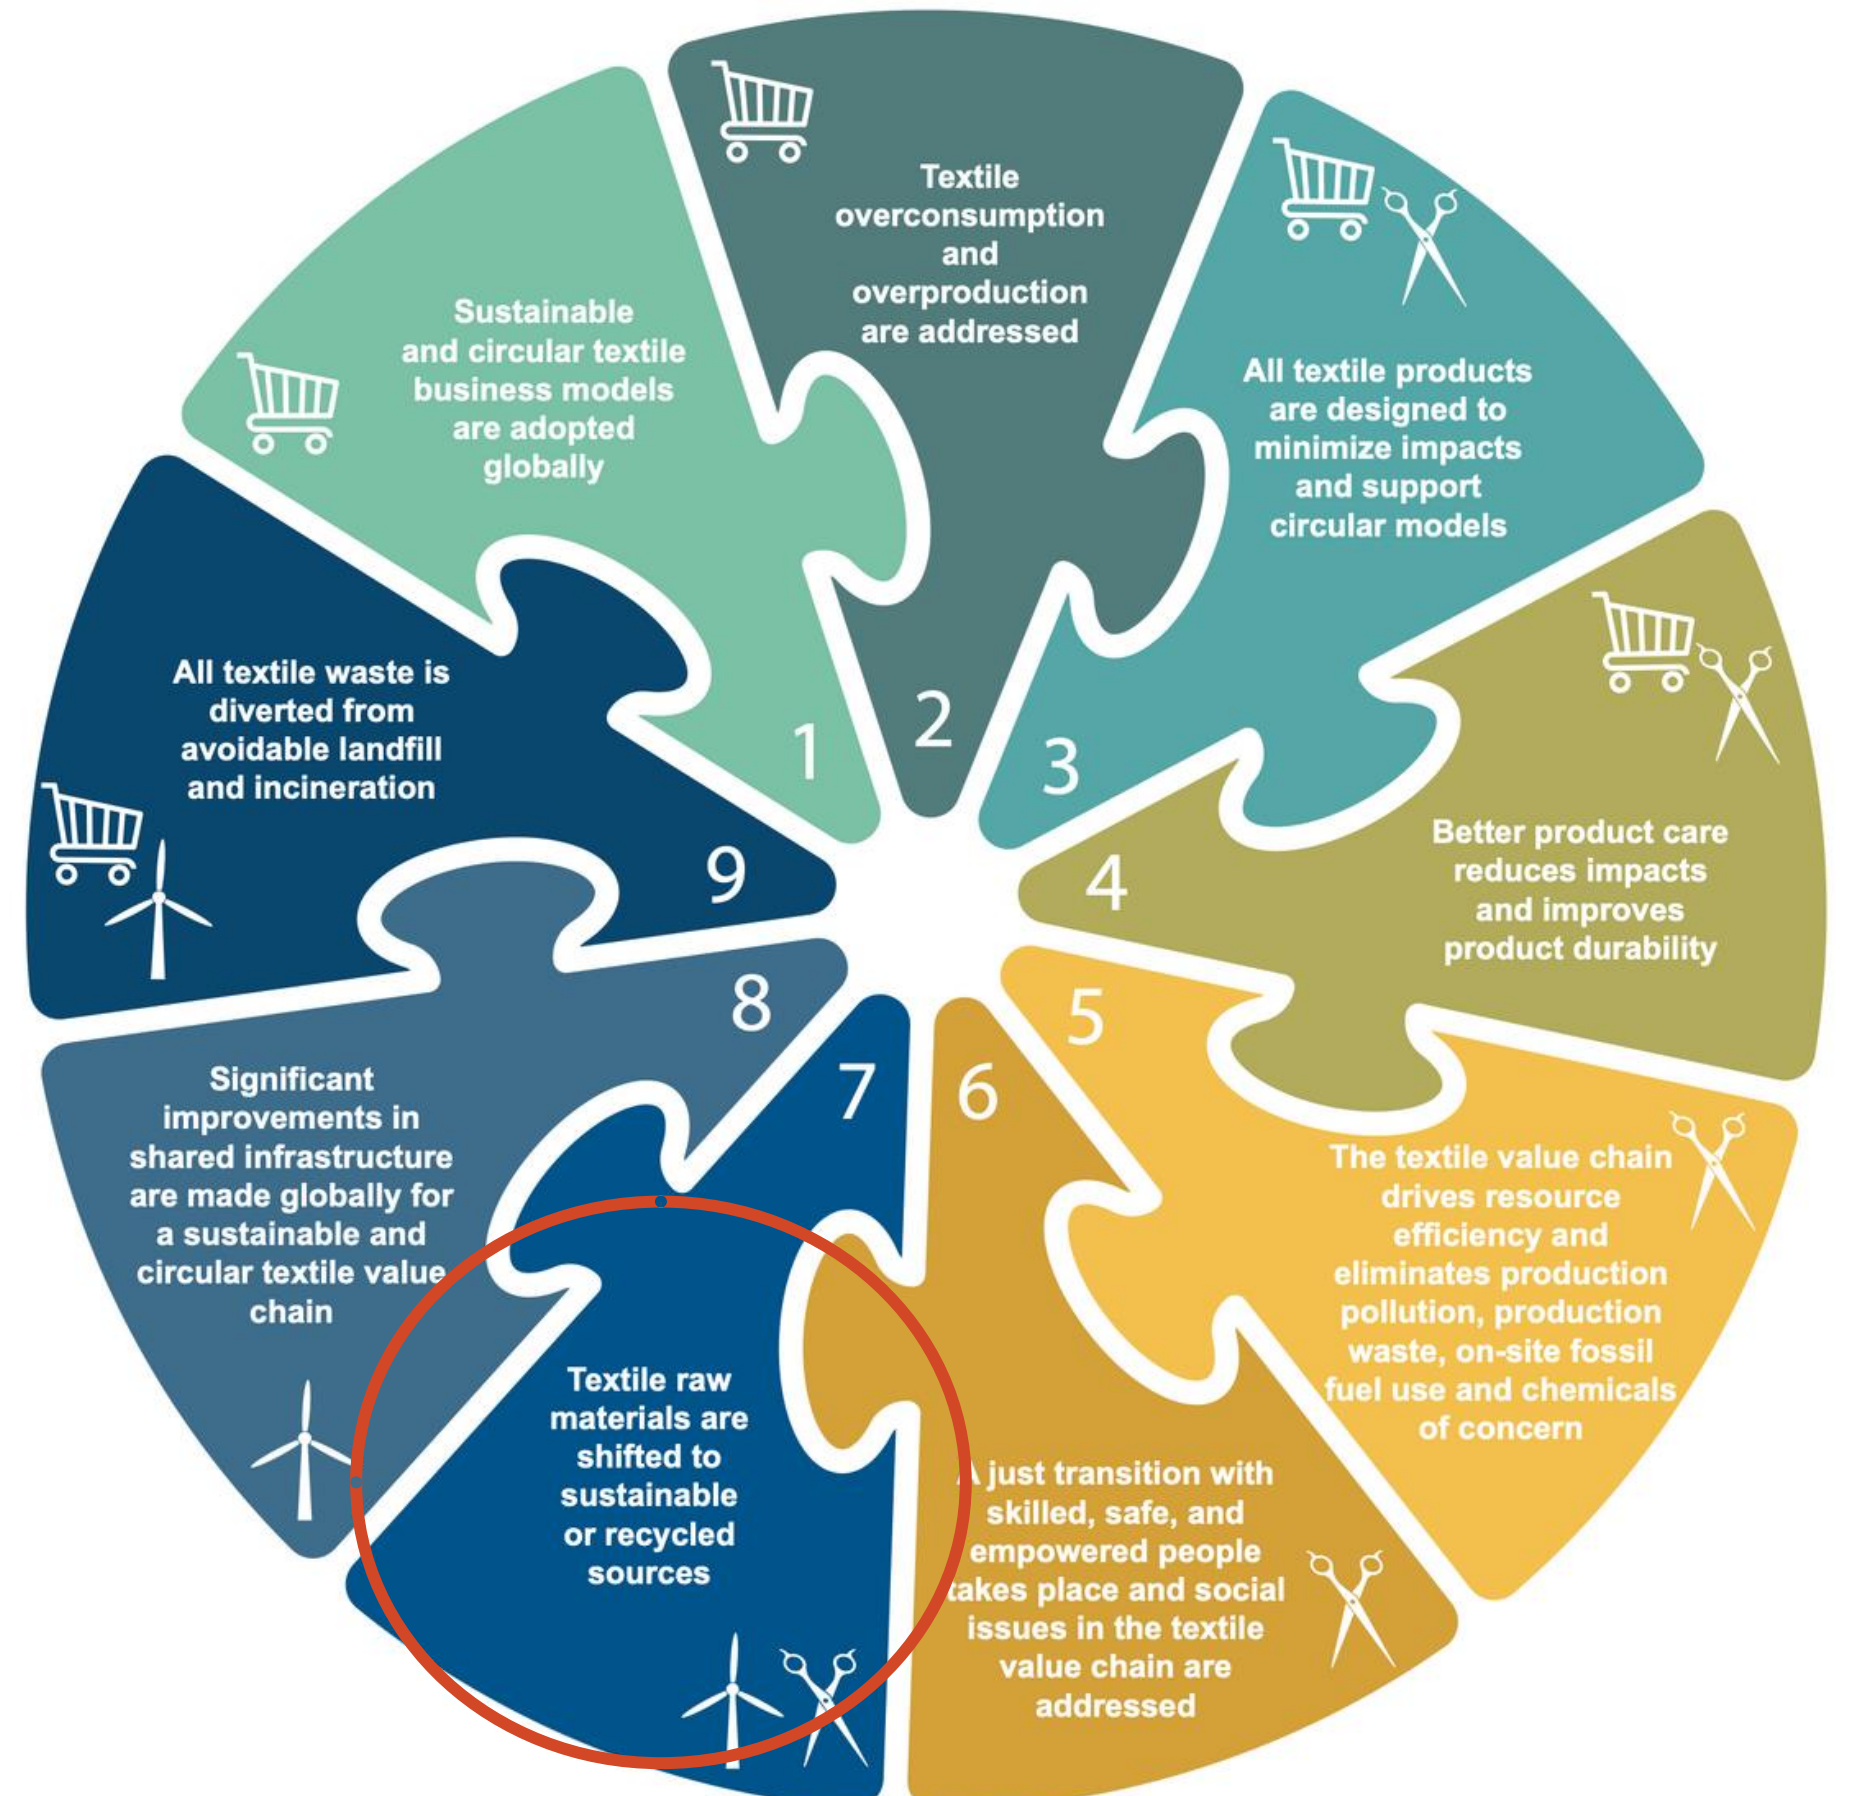 Sustainable
and circular textile
business models
are adopted
globally
1
Textile
overconsumption
and
overproduction
are addressed
2
All textile products
are designed to
minimize impacts
and support
circular models
3
Better product care
reduces impacts
and improves
product durability
4
The textile value chain
drives resource
efficiency and
eliminates production
pollution, production
waste, on-site fossil
fuel use and chemicals
of concern
5
A just transition with
skilled, safe, and
empowered people
takes place and social
issues in the textile
value chain are
addressed
6
Textile raw
materials are
shifted to
sustainable
or recycled
sources
7
Significant
improvements in
shared infrastructure
are made globally for
a sustainable and
circular textile value
chain
8
All textile waste is
diverted from
avoidable landfill
and incineration
9